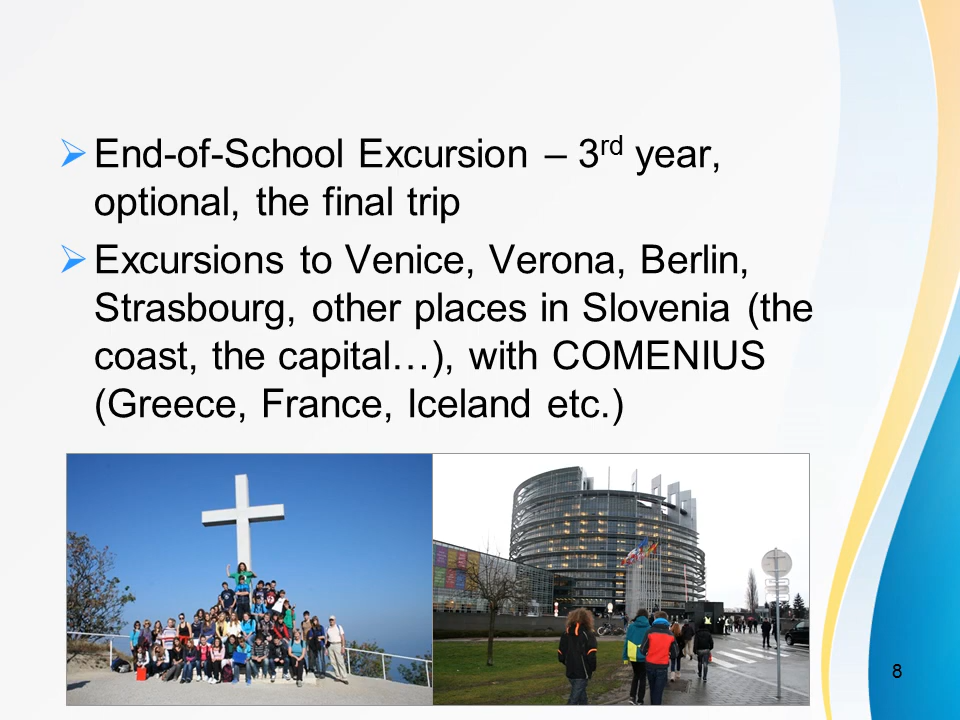 End-of-School Excursion – 3rd year,
optional, the final trip
Excursions to Venice, Verona, Berlin,
Strasbourg, other places in Slovenia (the
coast, the capital…), with COMENIUS
(Greece, France, Iceland etc.)
8